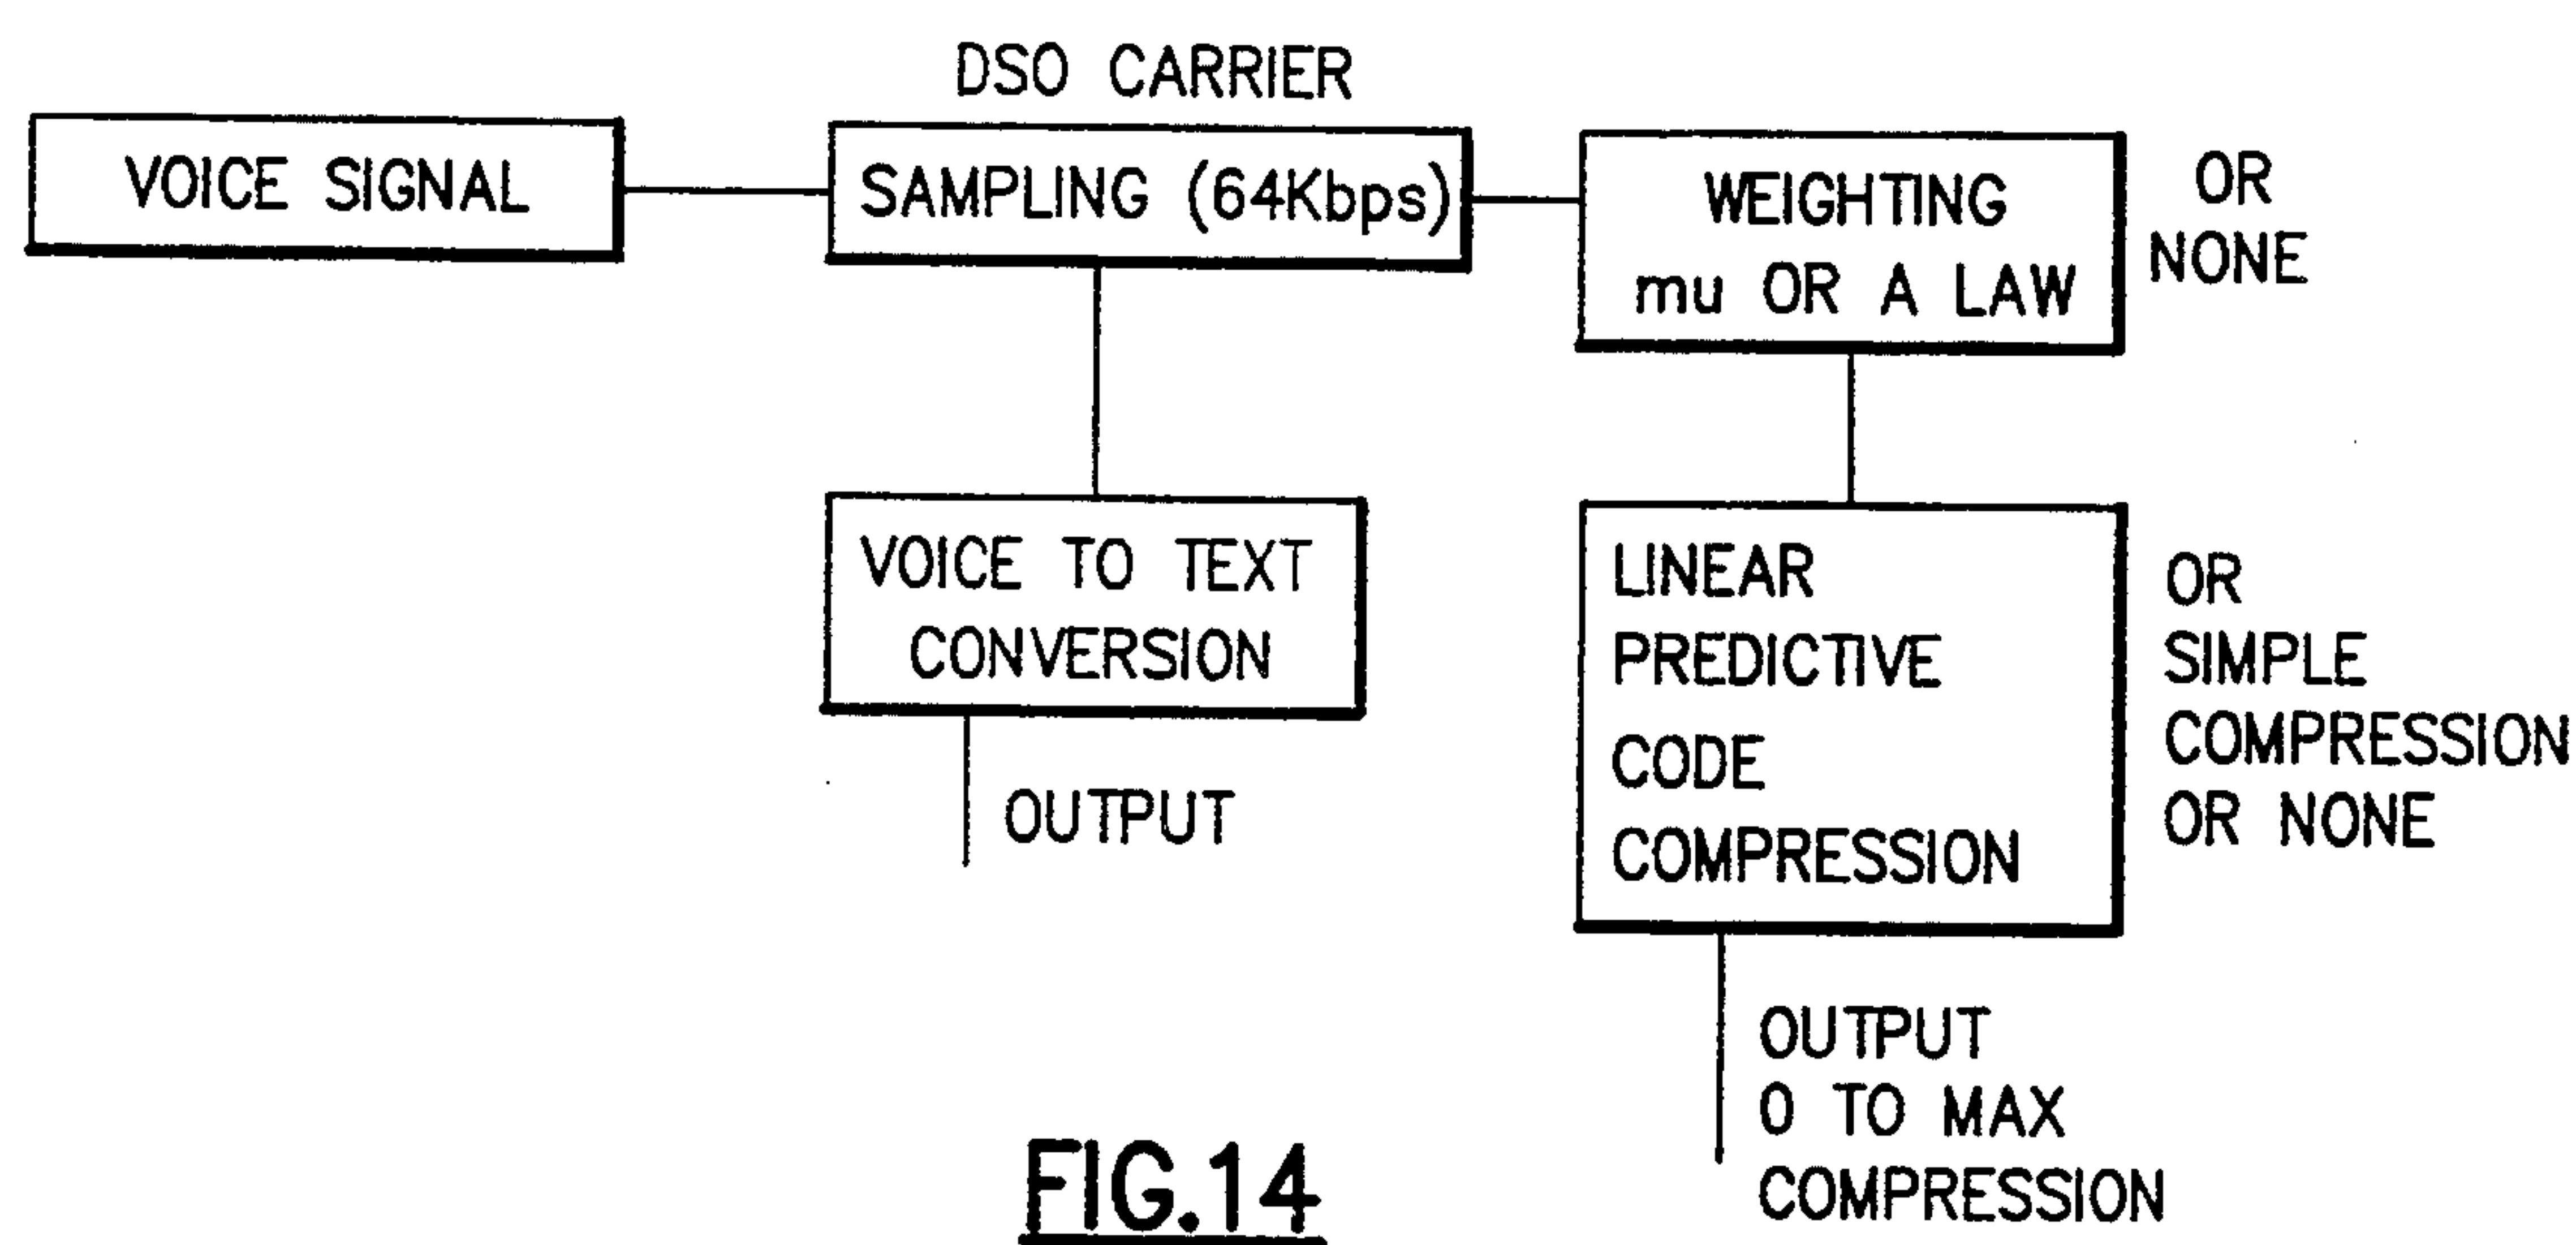 DSO CARRIER
VOICE SIGNAL
SAMPLING (64Kbps)
WEIGHTING
mu OR A LAW
OR
NONE
VOICE TO TEXT
CONVERSION
OUTPUT
LINEAR
PREDICTIVE
CODE
COMPRESSION
OR
SIMPLE
COMPRESSION
OR NONE
OUTPUT
0 TO MAX
COMPRESSION
FIG.14